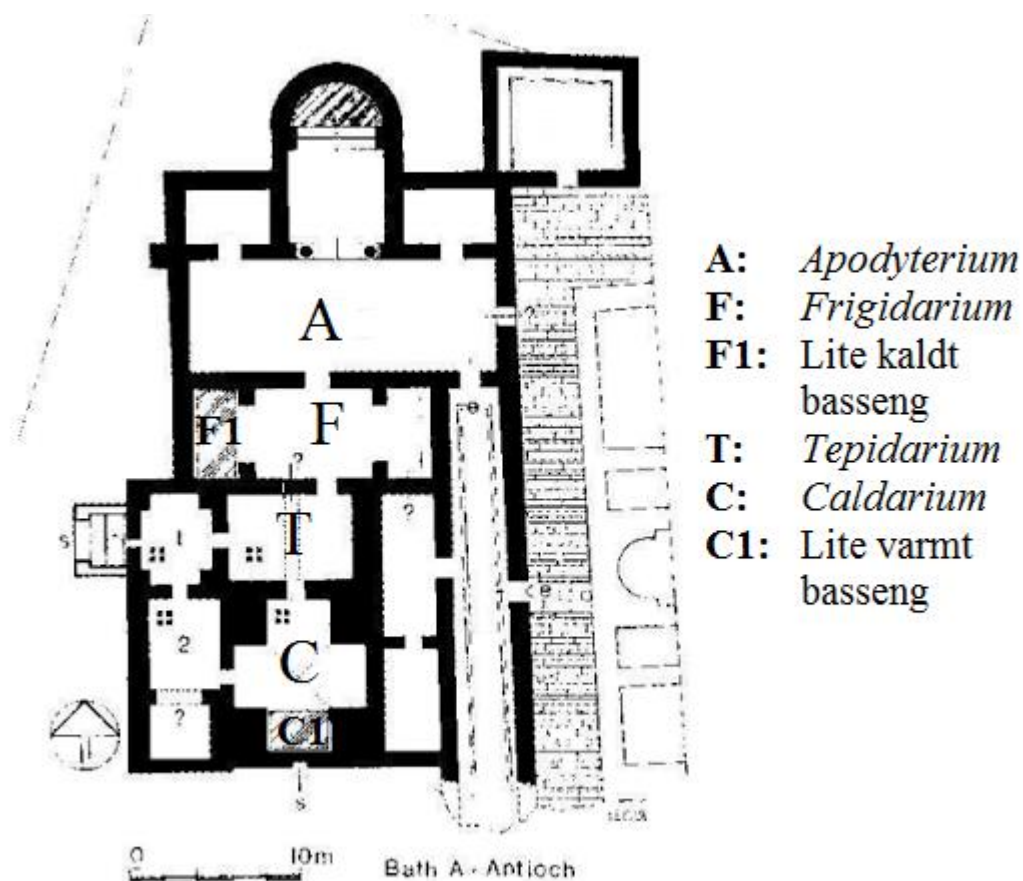 A
F1
F
?
?
S
1
T
?
e
e
2
C
?
C1
S
0 10m
Bath A - Antioch
A: Apodyterium
F: Frigidarium
F1: Lite kaldt
basseng
T: Tepidarium
C: Caldarium
C1: Lite varmt
basseng